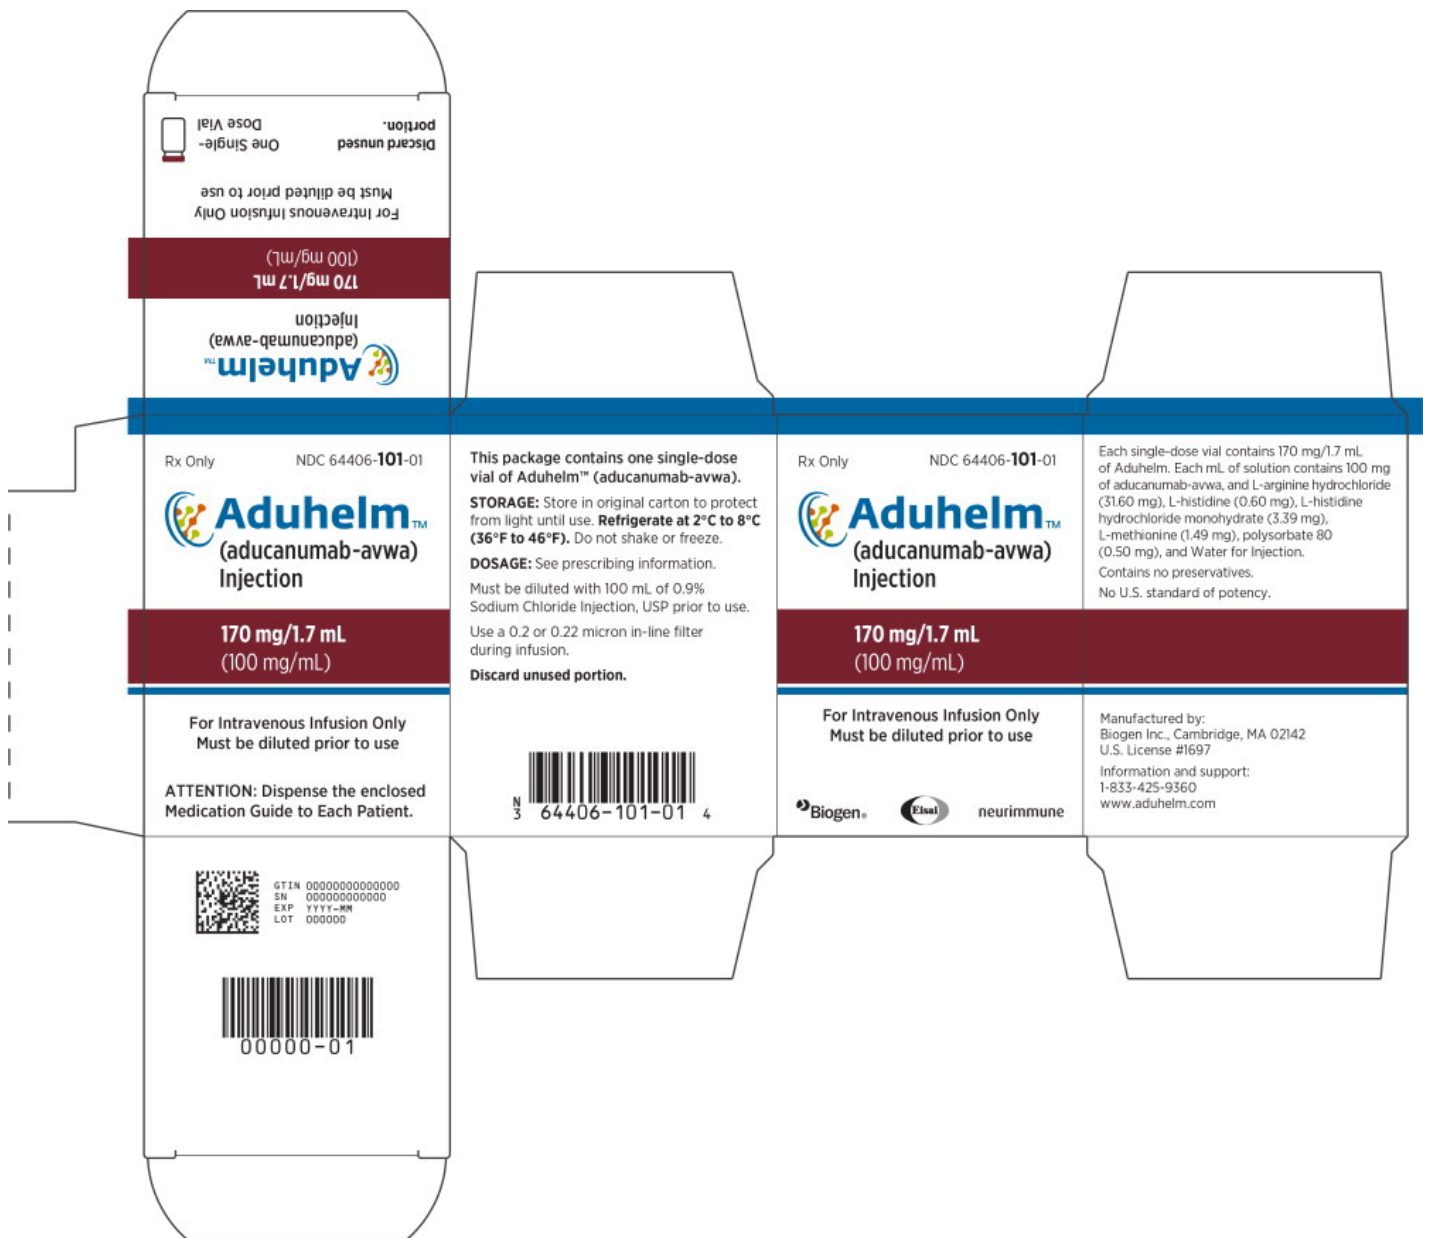 Discard unused
portion.
One Single-
Dose Vial
For Intravenous Infusion Only
Must be diluted prior to use
170 mg/1.7 mL
(100 mg/mL)
Aduhelm™
(aducanumab-avwa)
Injection
Rx Only
NDC 64406-101-01
Aduhelm™
(aducanumab-avwa)
Injection
170 mg/1.7 mL
(100 mg/mL)
For Intravenous Infusion Only
Must be diluted prior to use
ATTENTION: Dispense the enclosed
Medication Guide to Each Patient.
GTIN 00000000000000
SN 000000000000
EXP YYYY-MM
LOT 000000
00000-01
This package contains one single-dose
vial of Aduhelm™ (aducanumab-avwa).
STORAGE: Store in original carton to protect
from light until use. Refrigerate at 2°C to 8°C
(36°F to 46°F). Do not shake or freeze.
DOSAGE: See prescribing information.
Must be diluted with 100 mL of 0.9%
Sodium Chloride Injection, USP prior to use.
Use a 0.2 or 0.22 micron in-line filter
during infusion.
Discard unused portion.
N
3 64406-101-01 4
Rx Only
NDC 64406-101-01
Aduhelm™
(aducanumab-avwa)
Injection
170 mg/1.7 mL
(100 mg/mL)
For Intravenous Infusion Only
Must be diluted prior to use
Biogen®
Eisai
neurimmune
Each single-dose vial contains 170 mg/1.7 mL
of Aduhelm. Each mL of solution contains 100 mg
of aducanumab-avwa, and L-arginine hydrochloride
(31.60 mg), L-histidine (0.60 mg), L-histidine
hydrochloride monohydrate (3.39 mg),
L-methionine (1.49 mg), polysorbate 80
(0.50 mg), and Water for Injection.
Contains no preservatives.
No U.S. standard of potency.
Manufactured by:
Biogen Inc., Cambridge, MA 02142
U.S. License #1697
Information and support:
1-833-425-9360
www.aduhelm.com